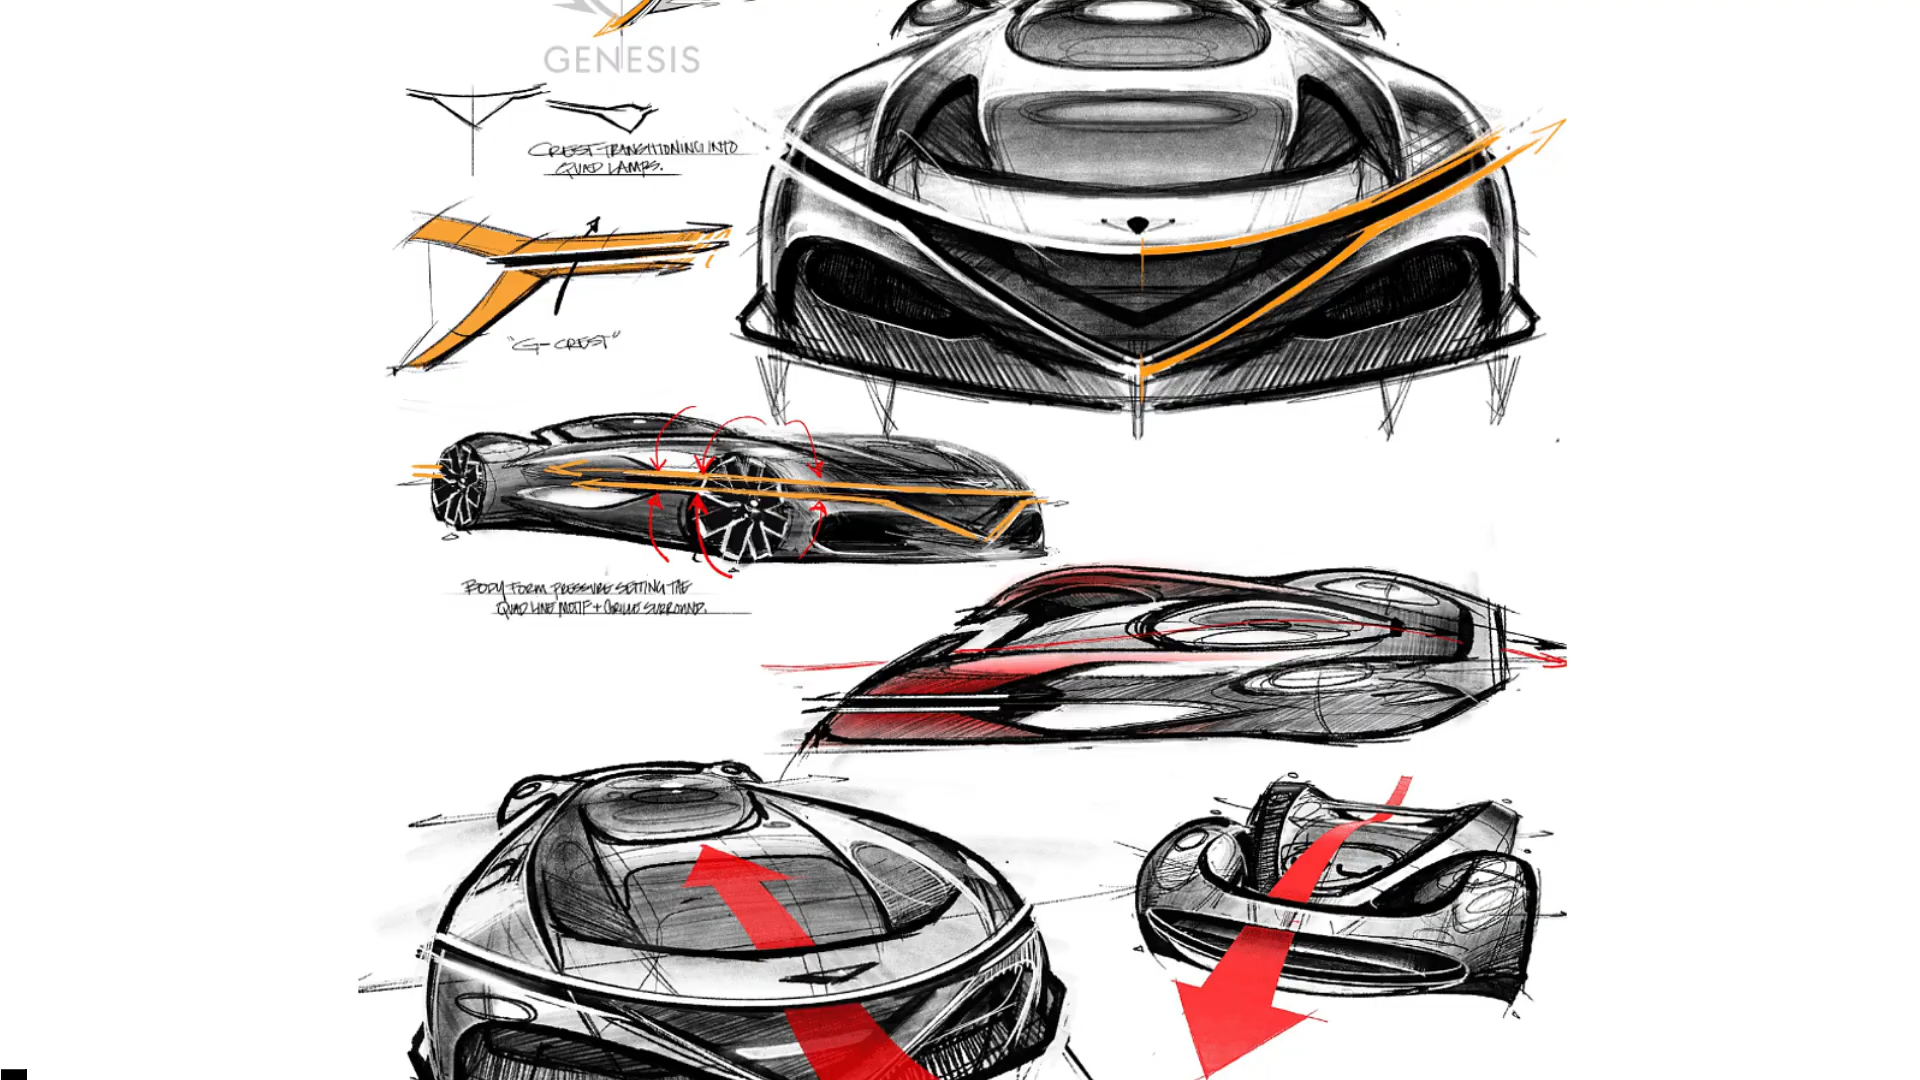 GENESIS
CREST TRANSITIONING INTO
QUAD LAMPS.
"G-CREST"
BODY FORM PRESSURE SETTING THE
QUAD LINE MOTIF + GRILLE SURROUND.